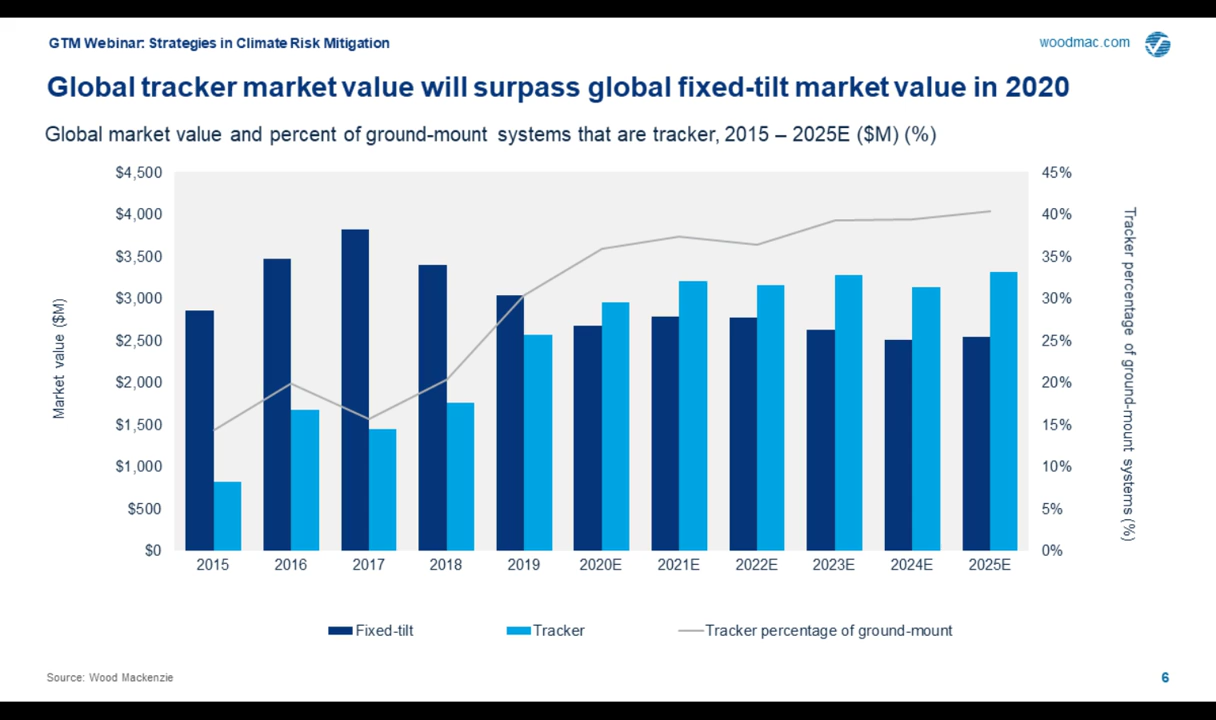 GTM Webinar: Strategies in Climate Risk Mitigation
woodmac.com
Global tracker market value will surpass global fixed-tilt market value in 2020
Global market value and percent of ground-mount systems that are tracker, 2015 – 2025E ($M) (%)
Market value ($M)
$4,500
$4,000
$3,500
$3,000
$2,500
$2,000
$1,500
$1,000
$500
$0
45%
40%
35%
30%
25%
20%
15%
10%
5%
0%
Tracker percentage of ground-mount systems (%)
2015 2016 2017 2018 2019 2020E 2021E 2022E 2023E 2024E 2025E
Fixed-tilt Tracker Tracker percentage of ground-mount
Source: Wood Mackenzie
6